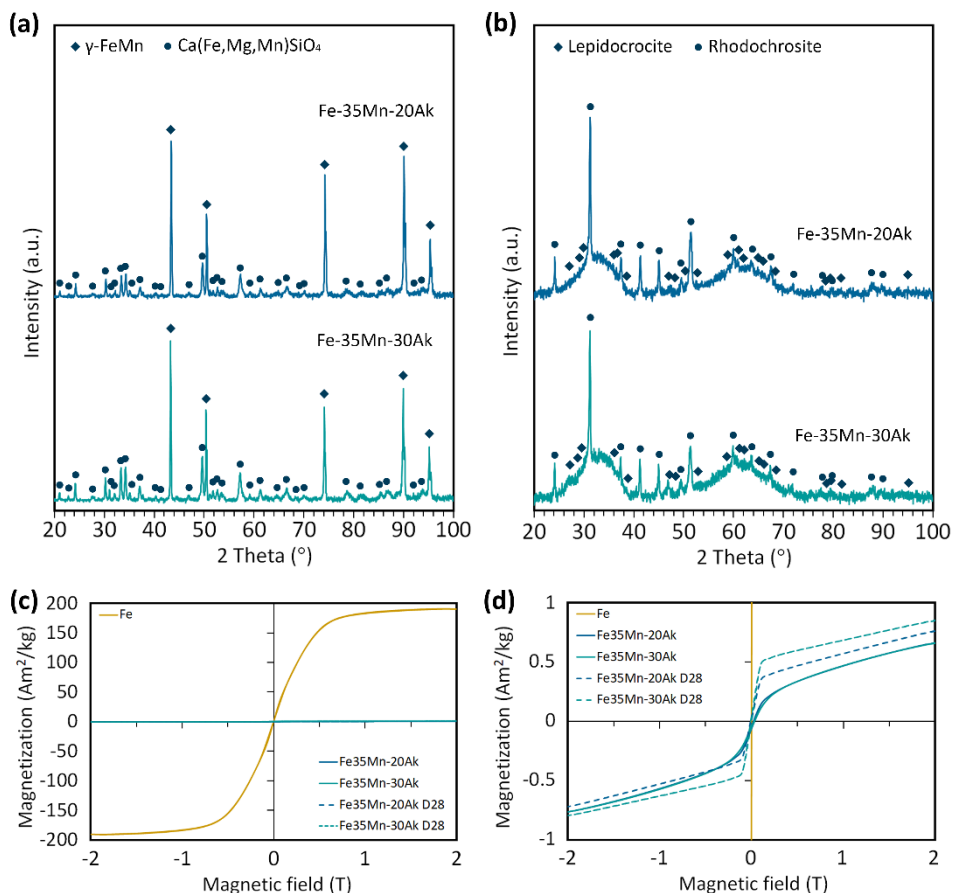 (a)
γ-FeMn
Ca(Fe,Mg,Mn)SiO₄
Fe-35Mn-20Ak
Fe-35Mn-30Ak
Intensity (a.u.)
20 30 40 50 60 70 80 90 100
2 Theta (°)
(b)
Lepidocrocite
Rhodochrosite
Fe-35Mn-20Ak
Fe-35Mn-30Ak
Intensity (a.u.)
20 30 40 50 60 70 80 90 100
2 Theta (°)
(c)
200
150
100
50
0
-50
-100
-150
-200
Magnetization (Am²/kg)
Fe
Fe35Mn-20Ak
Fe35Mn-30Ak
Fe35Mn-20Ak D28
Fe35Mn-30Ak D28
-2 -1 0 1 2
Magnetic field (T)
(d)
1
0.5
0
-0.5
-1
Magnetization (Am²/kg)
Fe
Fe35Mn-20Ak
Fe35Mn-30Ak
Fe35Mn-20Ak D28
Fe35Mn-30Ak D28
-2 -1 0 1 2
Magnetic field (T)